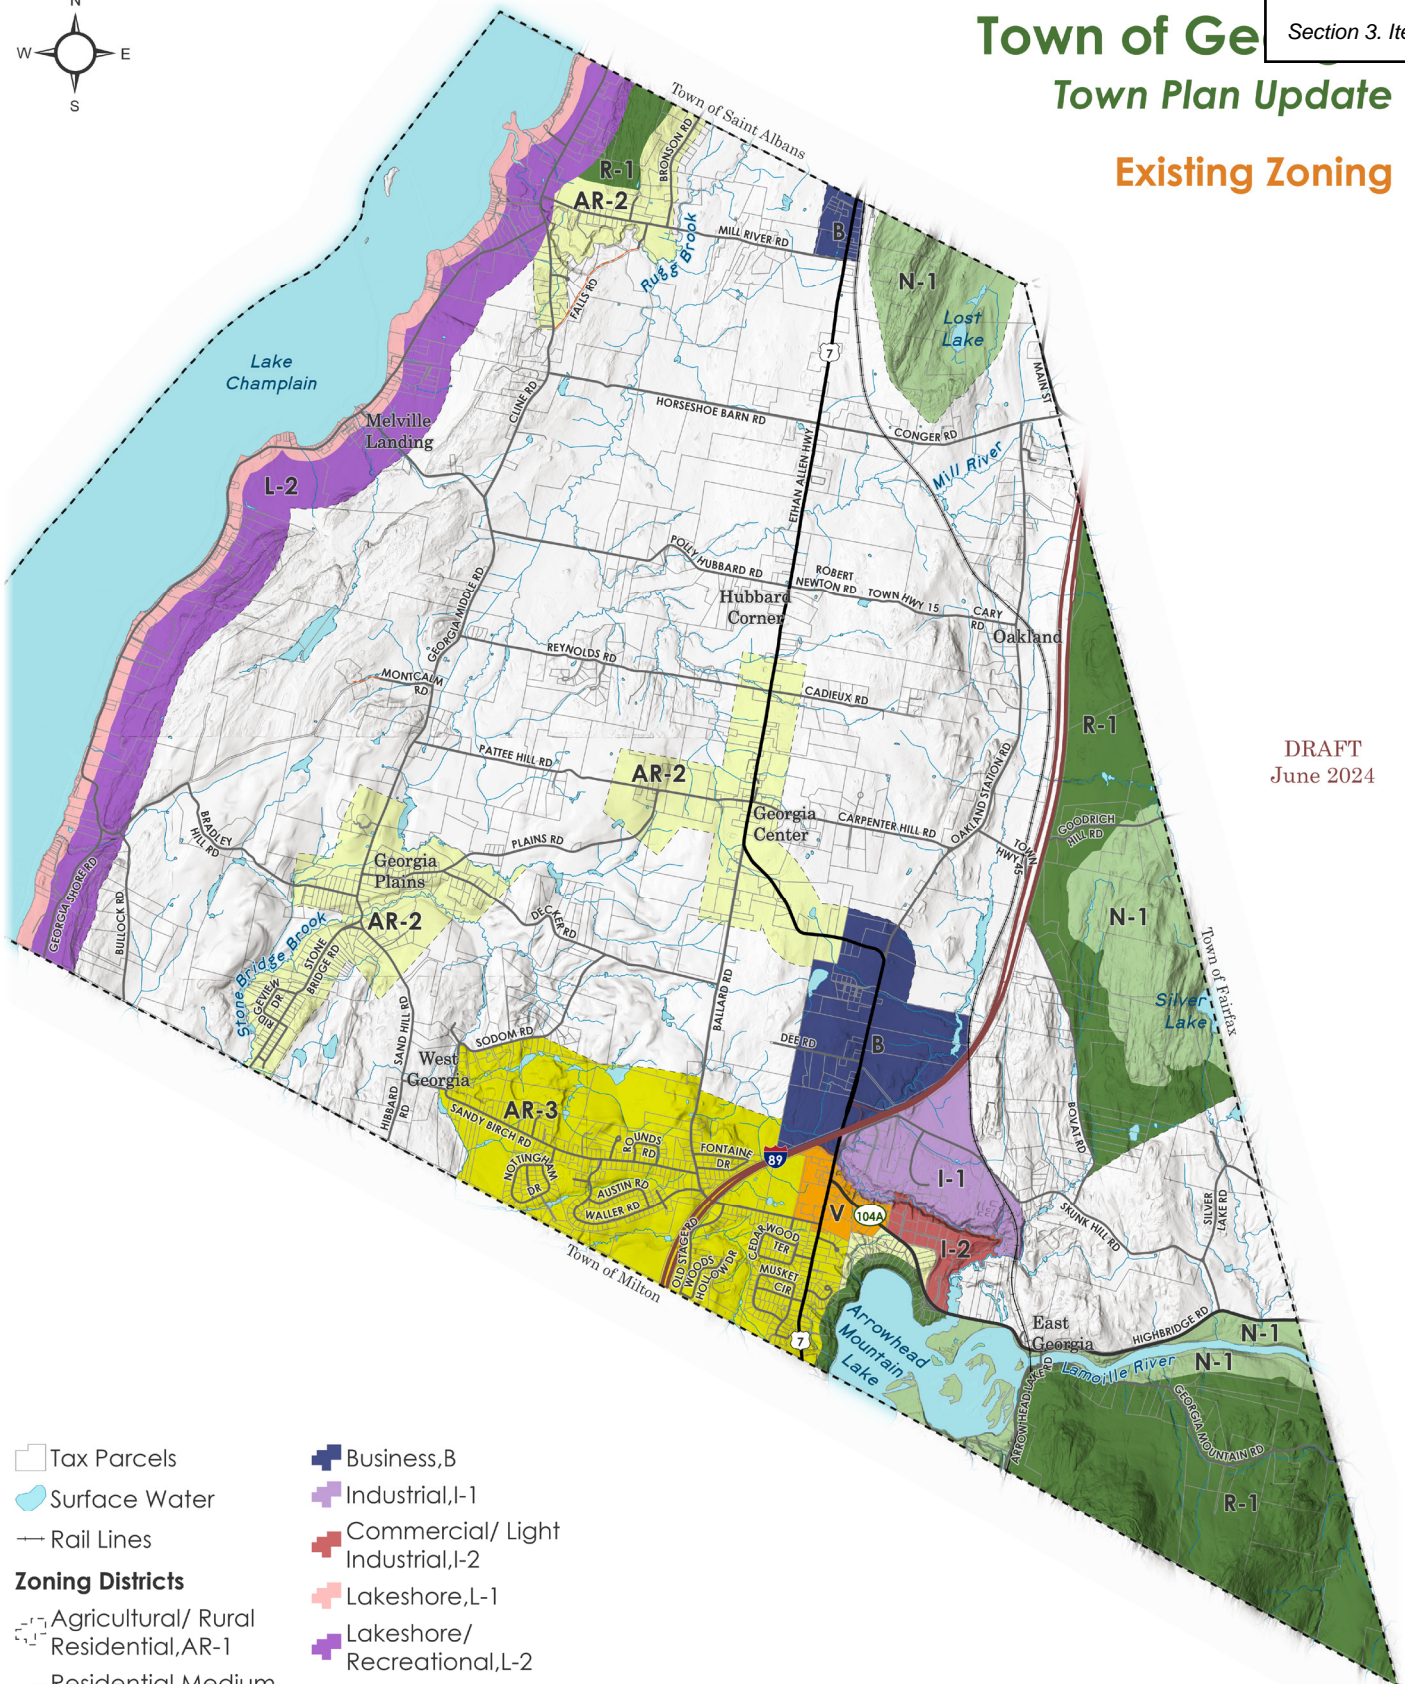 N
W
E
S
Town of Ge
Section 3. Ite
Town Plan Update
Existing Zoning
Town of Saint Albans
BRONSON RD
R-1
AR-2
Rugg Brook
MILL RIVER RD
B
FALLS RD
N-1
Lost
Lake
7
MAIN ST
Lake
Champlain
CLINE RD
HORSESHOE BARN RD
CONGER RD
Melville
Landing
ETHAN ALLEN HWY
Mill River
L-2
POLLY HUBBARD RD
ROBERT
NEWTON RD
TOWN HWY 15
Hubbard
Corner
CARY
RD
Oakland
GEORGIA MIDDLE RD
REYNOLDS RD
MONTCALM
RD
CADIEUX RD
R-1
DRAFT
June 2024
PATTEE HILL RD
AR-2
OAKLAND STATION RD
Georgia
Center
CARPENTER HILL RD
GOODRICH
HILL RD
TOWN
HWY 45
BRADLEY
HILL RD
PLAINS RD
Georgia
Plains
GEORGIA SHORE RD
BULLOCK RD
AR-2
DECKER RD
N-1
Stone Bridge Brook
STONE
BRIDGE RD
RIDGEVIEW
DR
Town of Fairfax
BALLARD RD
Silver
Lake
SAND HILL RD
SODOM RD
DEE RD
B
West
Georgia
HIBBARD
RD
AR-3
SANDY BIRCH RD
BOVAT RD
ROUNDS
RD
FONTAINE
DR
89
NOTTINGHAM
DR
I-1
AUSTIN RD
WALLER RD
V
104A
SKUNK HILL RD
SILVER
LAKE RD
OLD STAGE RD
WOODS
HOLLOW DR
CEDARWOOD
TER
MUSKET
CIR
I-2
Town of Milton
7
Arrowhead
Mountain
Lake
East
Georgia
HIGHBRIDGE RD
N-1
Lamoille River
N-1
ARROWHEAD LAKE RD
GEORGIA MOUNTAIN RD
R-1
Tax Parcels
Surface Water
Rail Lines
Zoning Districts
Agricultural/ Rural
Residential,AR-1
Residential Medium
Business,B
Industrial,I-1
Commercial/ Light
Industrial,I-2
Lakeshore,L-1
Lakeshore/
Recreational,L-2